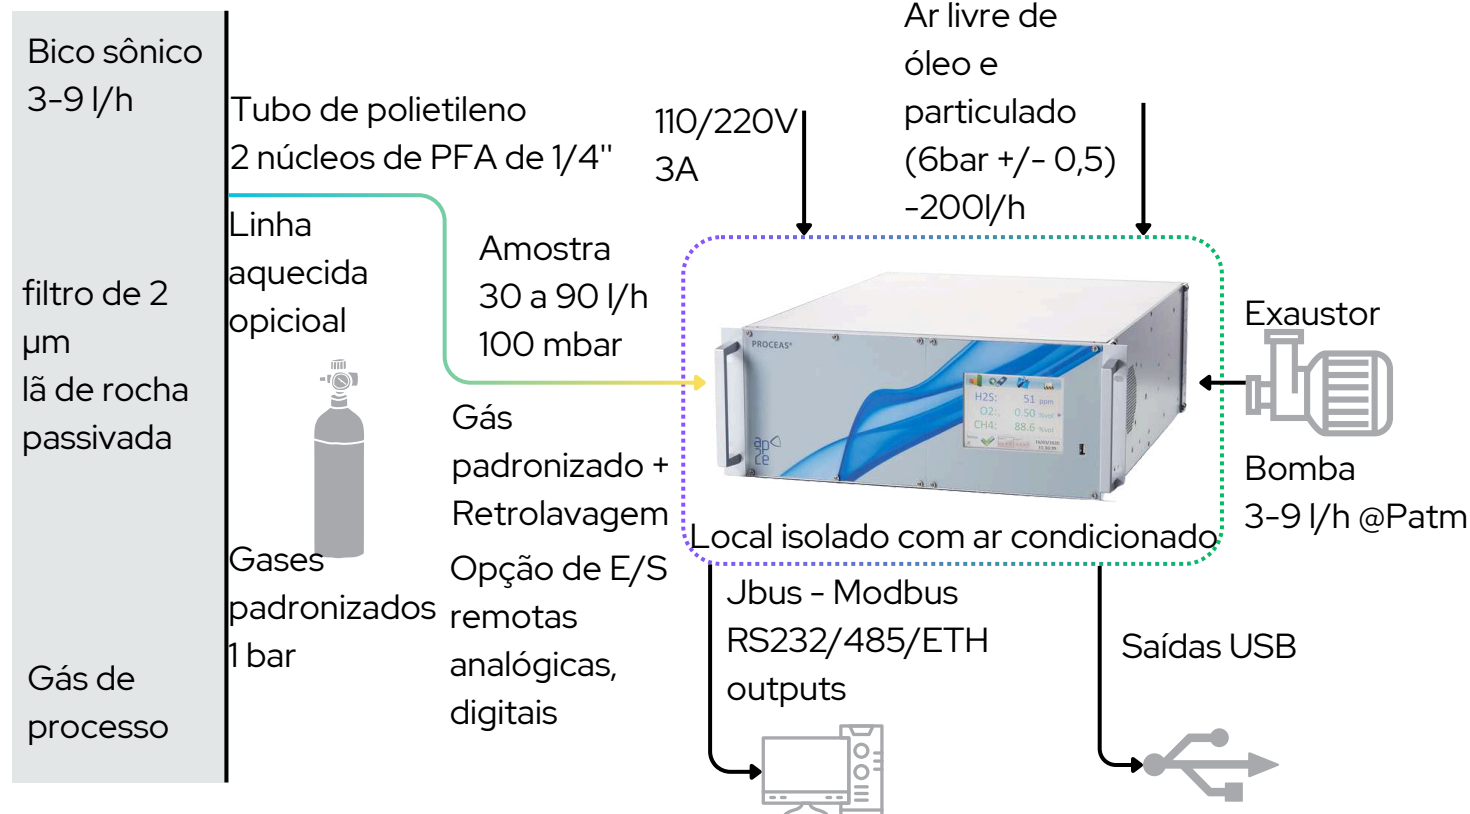 Bico sônico
3-9 l/h
filtro de 2
µm
lã de rocha
passivada
Gás de
processo
Tubo de polietileno
2 núcleos de PFA de 1/4"
Linha
aquecida
opicioal
Gases
padronizados
1 bar
Amostra
30 a 90 l/h
100 mbar
Gás
padronizado +
Retrolavagem
Opção de E/S
remotas
analógicas,
digitais
110/220V
3A
Ar livre de
óleo e
particulado
(6bar +/- 0,5)
-200l/h
PROCEAS®
H2S: 51 ppm
O2: 0.50 %vol
CH4: 88.6 %vol
ap2e
Local isolado com ar condicionado
Exaustor
Bomba
3-9 l/h @Patm
Jbus - Modbus
RS232/485/ETH
outputs
Saídas USB